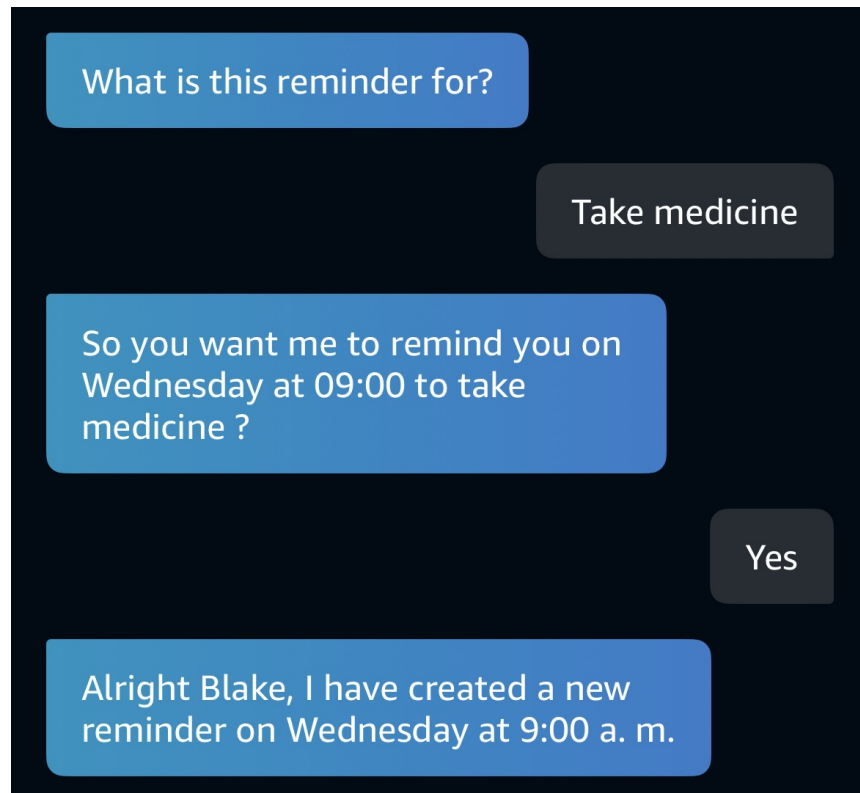 What is this reminder for?
Take medicine
So you want me to remind you on
Wednesday at 09:00 to take
medicine ?
Yes
Alright Blake, I have created a new
reminder on Wednesday at 9:00 a. m.